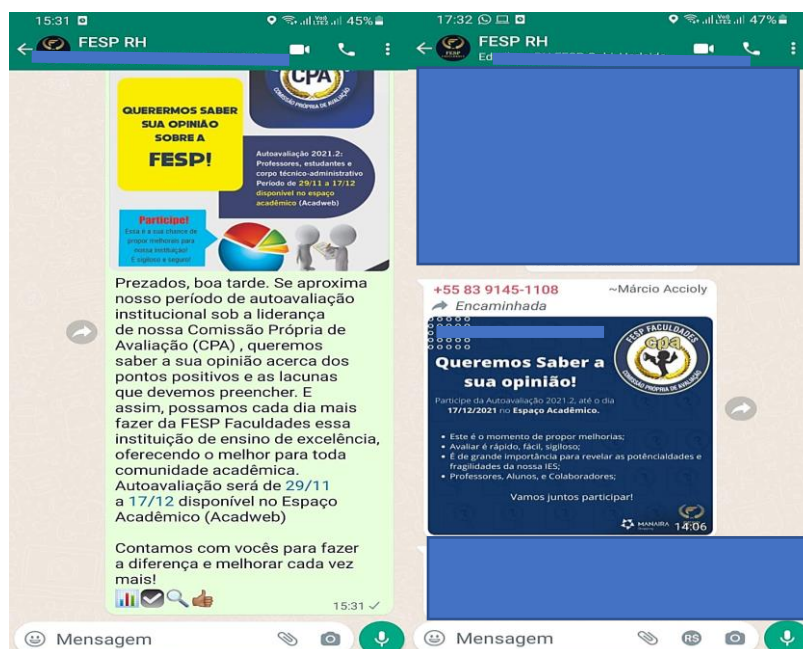 15:31
45%
FESP RH
CPA
COMISSÃO PRÓPRIA DE AVALIAÇÃO
QUEREMOS SABER
SUA OPINIÃO
SOBRE A
FESP!
Autoavaliação 2021.2:
Professores, estudantes e
corpo técnico-administrativo
Período de 29/11 a 17/12
disponível no espaço
acadêmico (Acadweb)
Participe!
Essa é a sua chance de
propor melhorais para
nossa instituição!
É sigiloso e seguro!
Prezados, boa tarde. Se aproxima
nosso período de autoavaliação
institucional sob a liderança
de nossa Comissão Própria de
Avaliação (CPA) , queremos
saber a sua opinião acerca dos
pontos positivos e as lacunas
que devemos preencher. E
assim, possamos cada dia mais
fazer da FESP Faculdades essa
instituição de ensino de excelência,
oferecendo o melhor para toda
comunidade acadêmica.
Autoavaliação será de 29/11
a 17/12 disponível no Espaço
Acadêmico (Acadweb)
Contamos com vocês para fazer
a diferença e melhorar cada vez
mais!
15:31
Mensagem
17:32
47%
FESP RH
+55 83 9145-1108 ~Márcio Accioly
Encaminhada
FESP FACULDADES
cpa
COMISSÃO PRÓPRIA DE AVALIAÇÃO
Queremos Saber a
sua opinião!
Participe da Autoavaliação 2021.2, até o dia
17/12/2021 no Espaço Acadêmico.
• Este é o momento de propor melhorias;
• Avaliar é rápido, fácil, sigiloso;
• É de grande importância para revelar as potêncialdades e
fragilidades da nossa IES;
• Professores, Alunos, e Colaboradores;
Vamos juntos participar!
MANAÍRA
14:06
Mensagem
R$